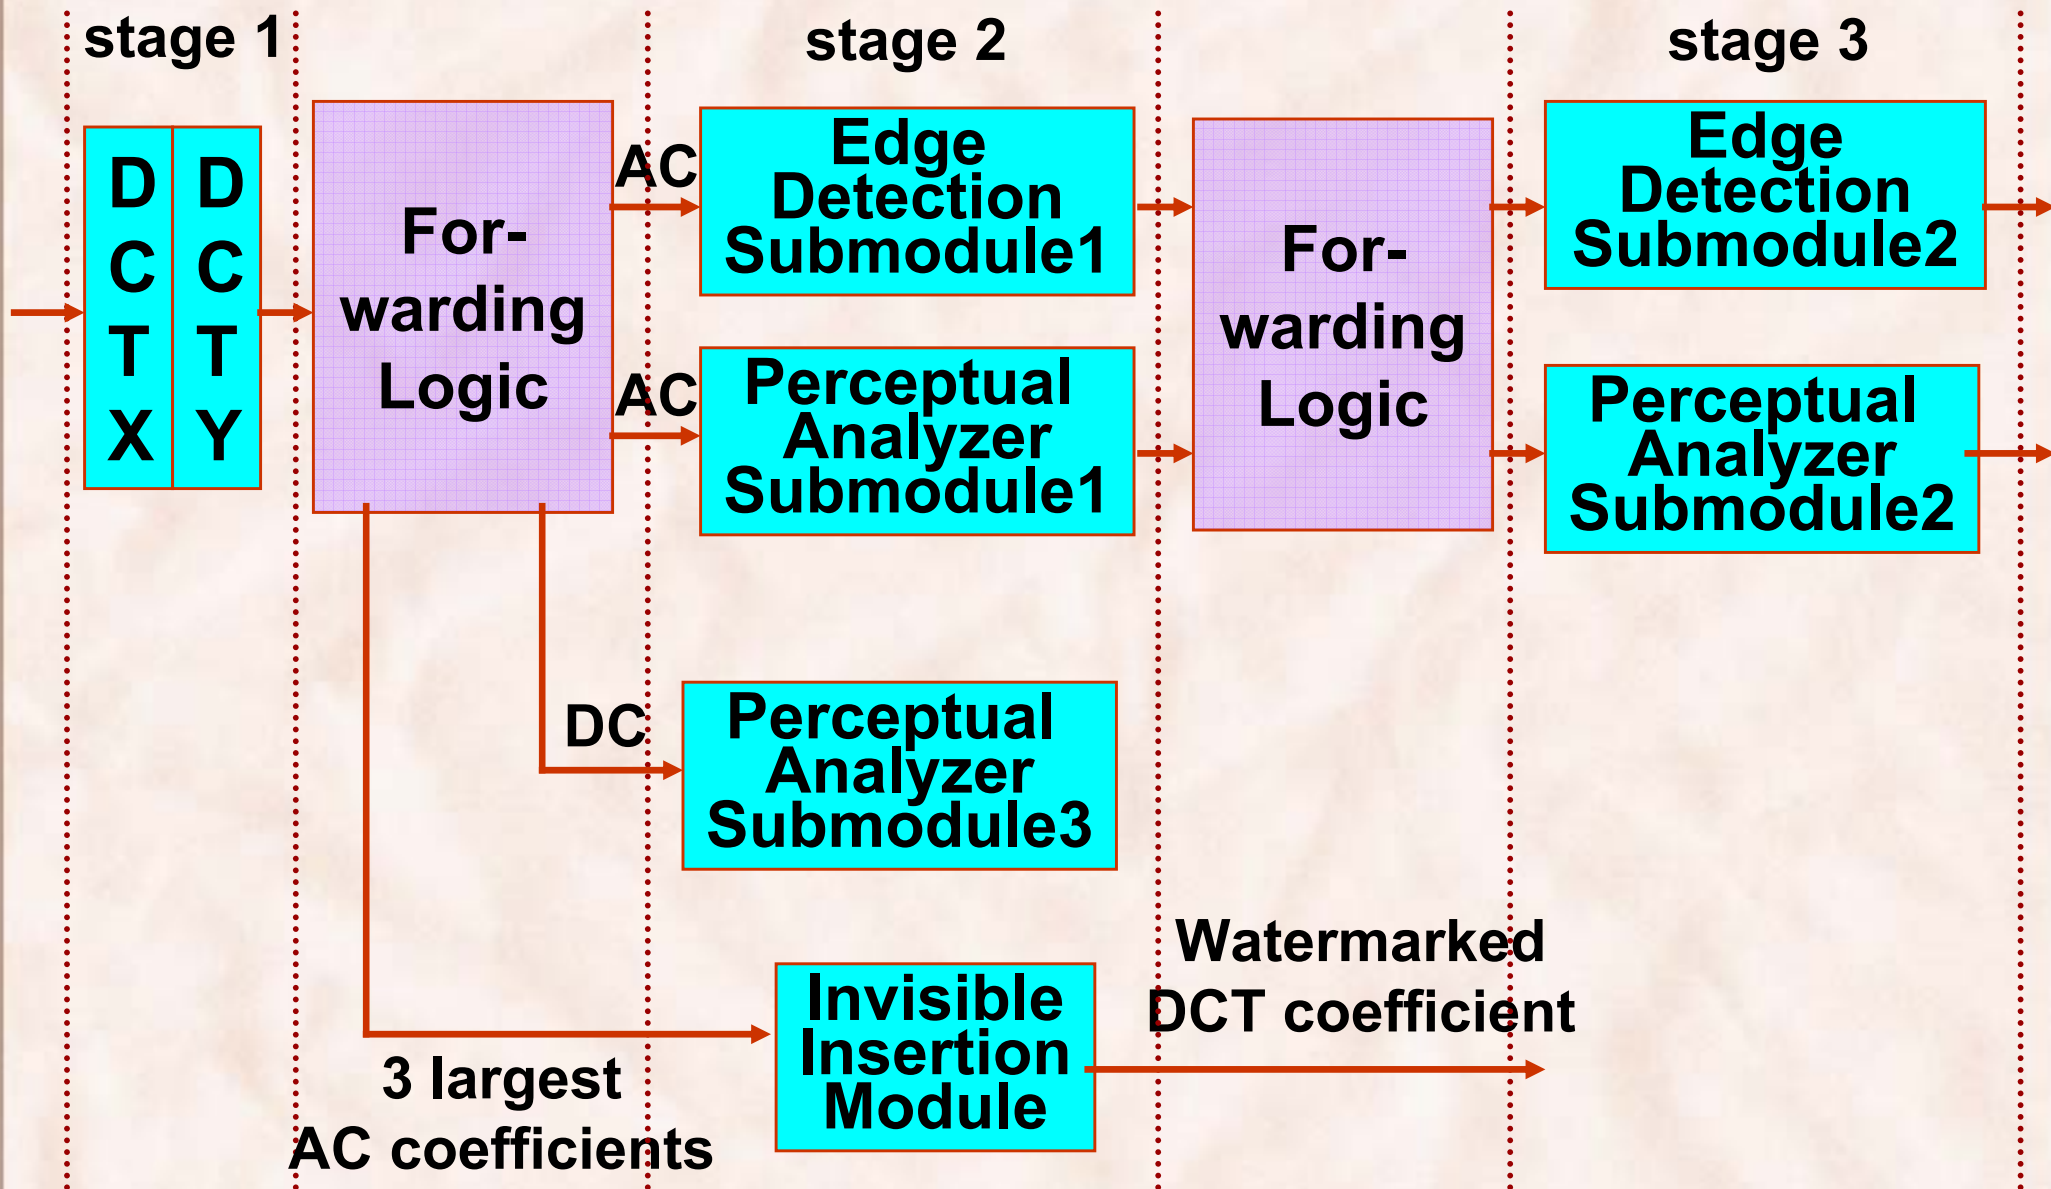 stage 1
stage 2
stage 3
D
C
T
X
D
C
T
Y
For-
warding
Logic
AC
AC
Edge
Detection
Submodule1
Perceptual
Analyzer
Submodule1
For-
warding
Logic
Edge
Detection
Submodule2
Perceptual
Analyzer
Submodule2
DC
Perceptual
Analyzer
Submodule3
3 largest
AC coefficients
Invisible
Insertion
Module
Watermarked
DCT coefficient